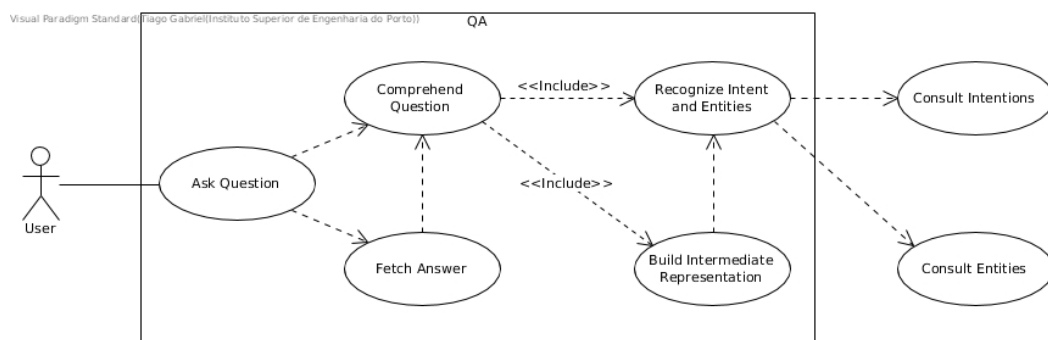 Visual Paradigm Standard(Tiago Gabriel(Instituto Superior de Engenharia do Porto))
QA
Comprehend
Question
<<Include>>
Recognize Intent
and Entities
Consult Intentions
Ask Question
<<Include>>
User
Fetch Answer
Build Intermediate
Representation
Consult Entities